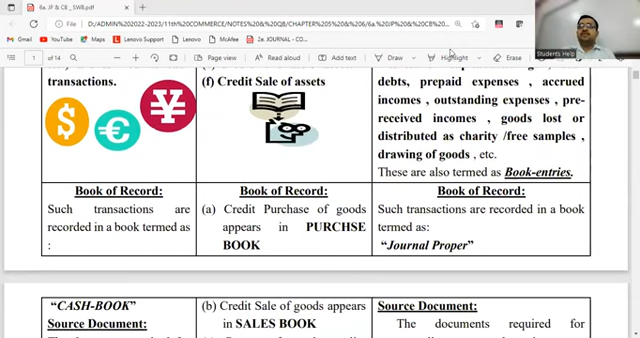 6a. JP & CB _ SWB.pdf
File
D:/ADMIN%202022-2023/11th%20COMMERCE/NOTES%20&%20QB/CHAPTER%205%20&%206/6a.%20JP%20&%20CB%20...
Gmail
YouTube
Maps
Lenovo Support
Lenovo
McAfee
2e. JOURNAL - CO...
1 of 14
Page view
Read aloud
Add text
Draw
Highlight
Erase
Students Help
transactions.
(f) Credit Sale of assets
debts, prepaid expenses , accrued
incomes , outstanding expenses , pre-
received incomes , goods lost or
distributed as charity /free samples ,
drawing of goods , etc.
These are also termed as Book-entries.
Book of Record:
Such transactions are
recorded in a book termed as
:
Book of Record:
(a) Credit Purchase of goods
appears in PURCHSE
BOOK
Book of Record:
Such transactions are recorded in a book
termed as:
“Journal Proper”
“CASH-BOOK”
Source Document:
(b) Credit Sale of goods appears
in SALES BOOK
Source Document:
The documents required for